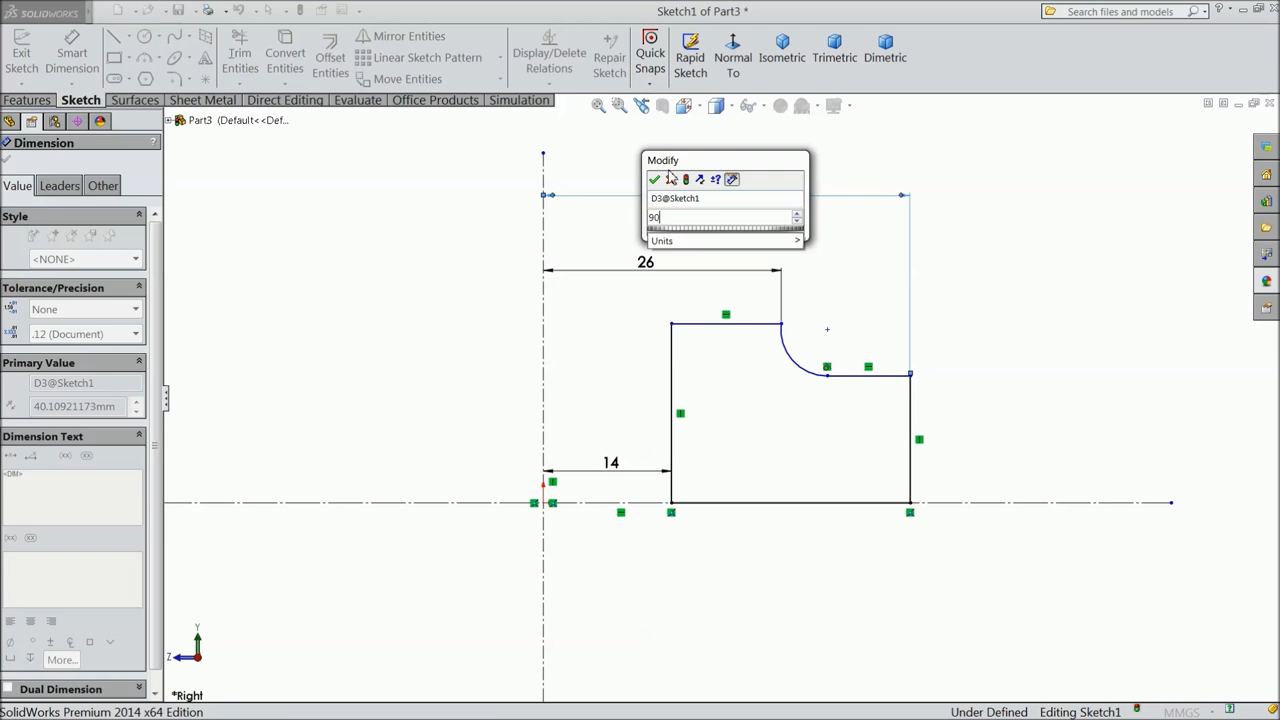 SOLIDWORKS
Sketch1 of Part3 *
Search files and models
Exit Sketch
Smart Dimension
Trim Entities
Convert Entities
Offset Entities
Mirror Entities
Linear Sketch Pattern
Move Entities
Display/Delete Relations
Repair Sketch
Quick Snaps
Rapid Sketch
Normal To
Isometric
Trimetric
Dimetric
Features
Sketch
Surfaces
Sheet Metal
Direct Editing
Evaluate
Office Products
Simulation
Part3 (Default<<Def...
Dimension
?
Value
Leaders
Other
Style
<NONE>
Tolerance/Precision
None
.12 (Document)
Primary Value
D3@Sketch1
40.10921173mm
Dimension Text
<DIM>
More...
Dual Dimension
Modify
D3@Sketch1
90
Units >
26
14
Y
Z
*Right
SolidWorks Premium 2014 x64 Edition
Under Defined
Editing Sketch1
MMGS